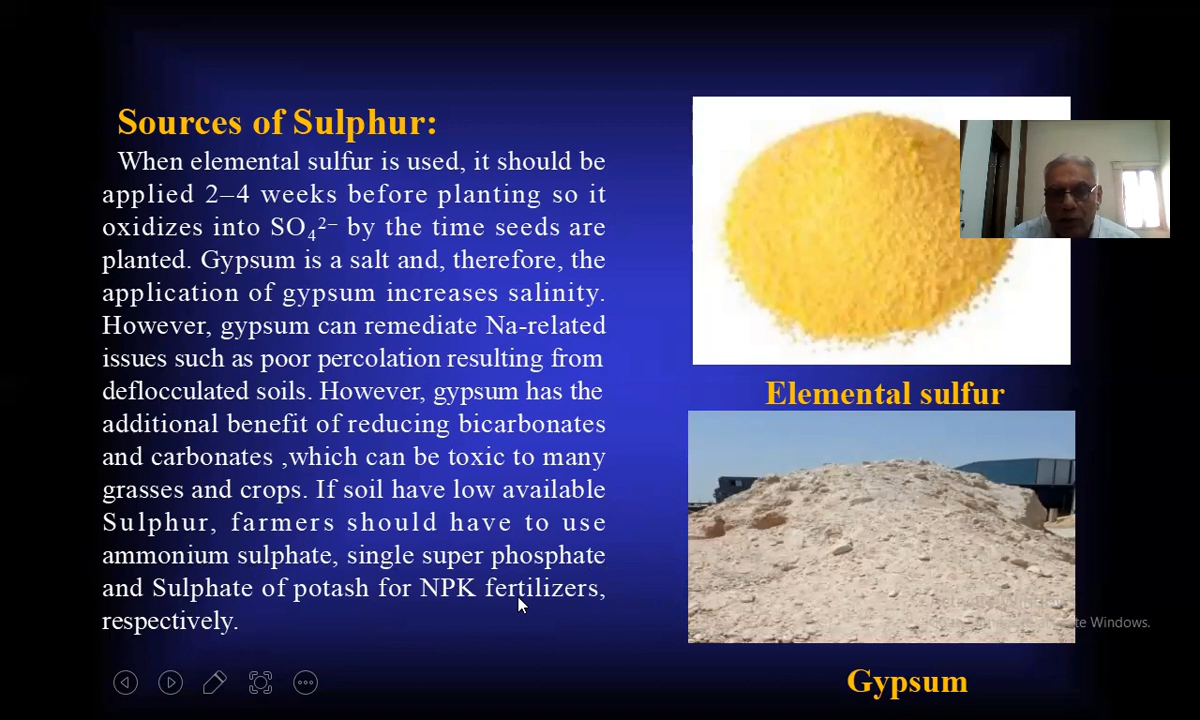 Sources of Sulphur:
When elemental sulfur is used, it should be
applied 2–4 weeks before planting so it
oxidizes into SO₄²⁻ by the time seeds are
planted. Gypsum is a salt and, therefore, the
application of gypsum increases salinity.
However, gypsum can remediate Na-related
issues such as poor percolation resulting from
deflocculated soils. However, gypsum has the
additional benefit of reducing bicarbonates
and carbonates ,which can be toxic to many
grasses and crops. If soil have low available
Sulphur, farmers should have to use
ammonium sulphate, single super phosphate
and Sulphate of potash for NPK fertilizers,
respectively.
Elemental sulfur
Gypsum
Windows.